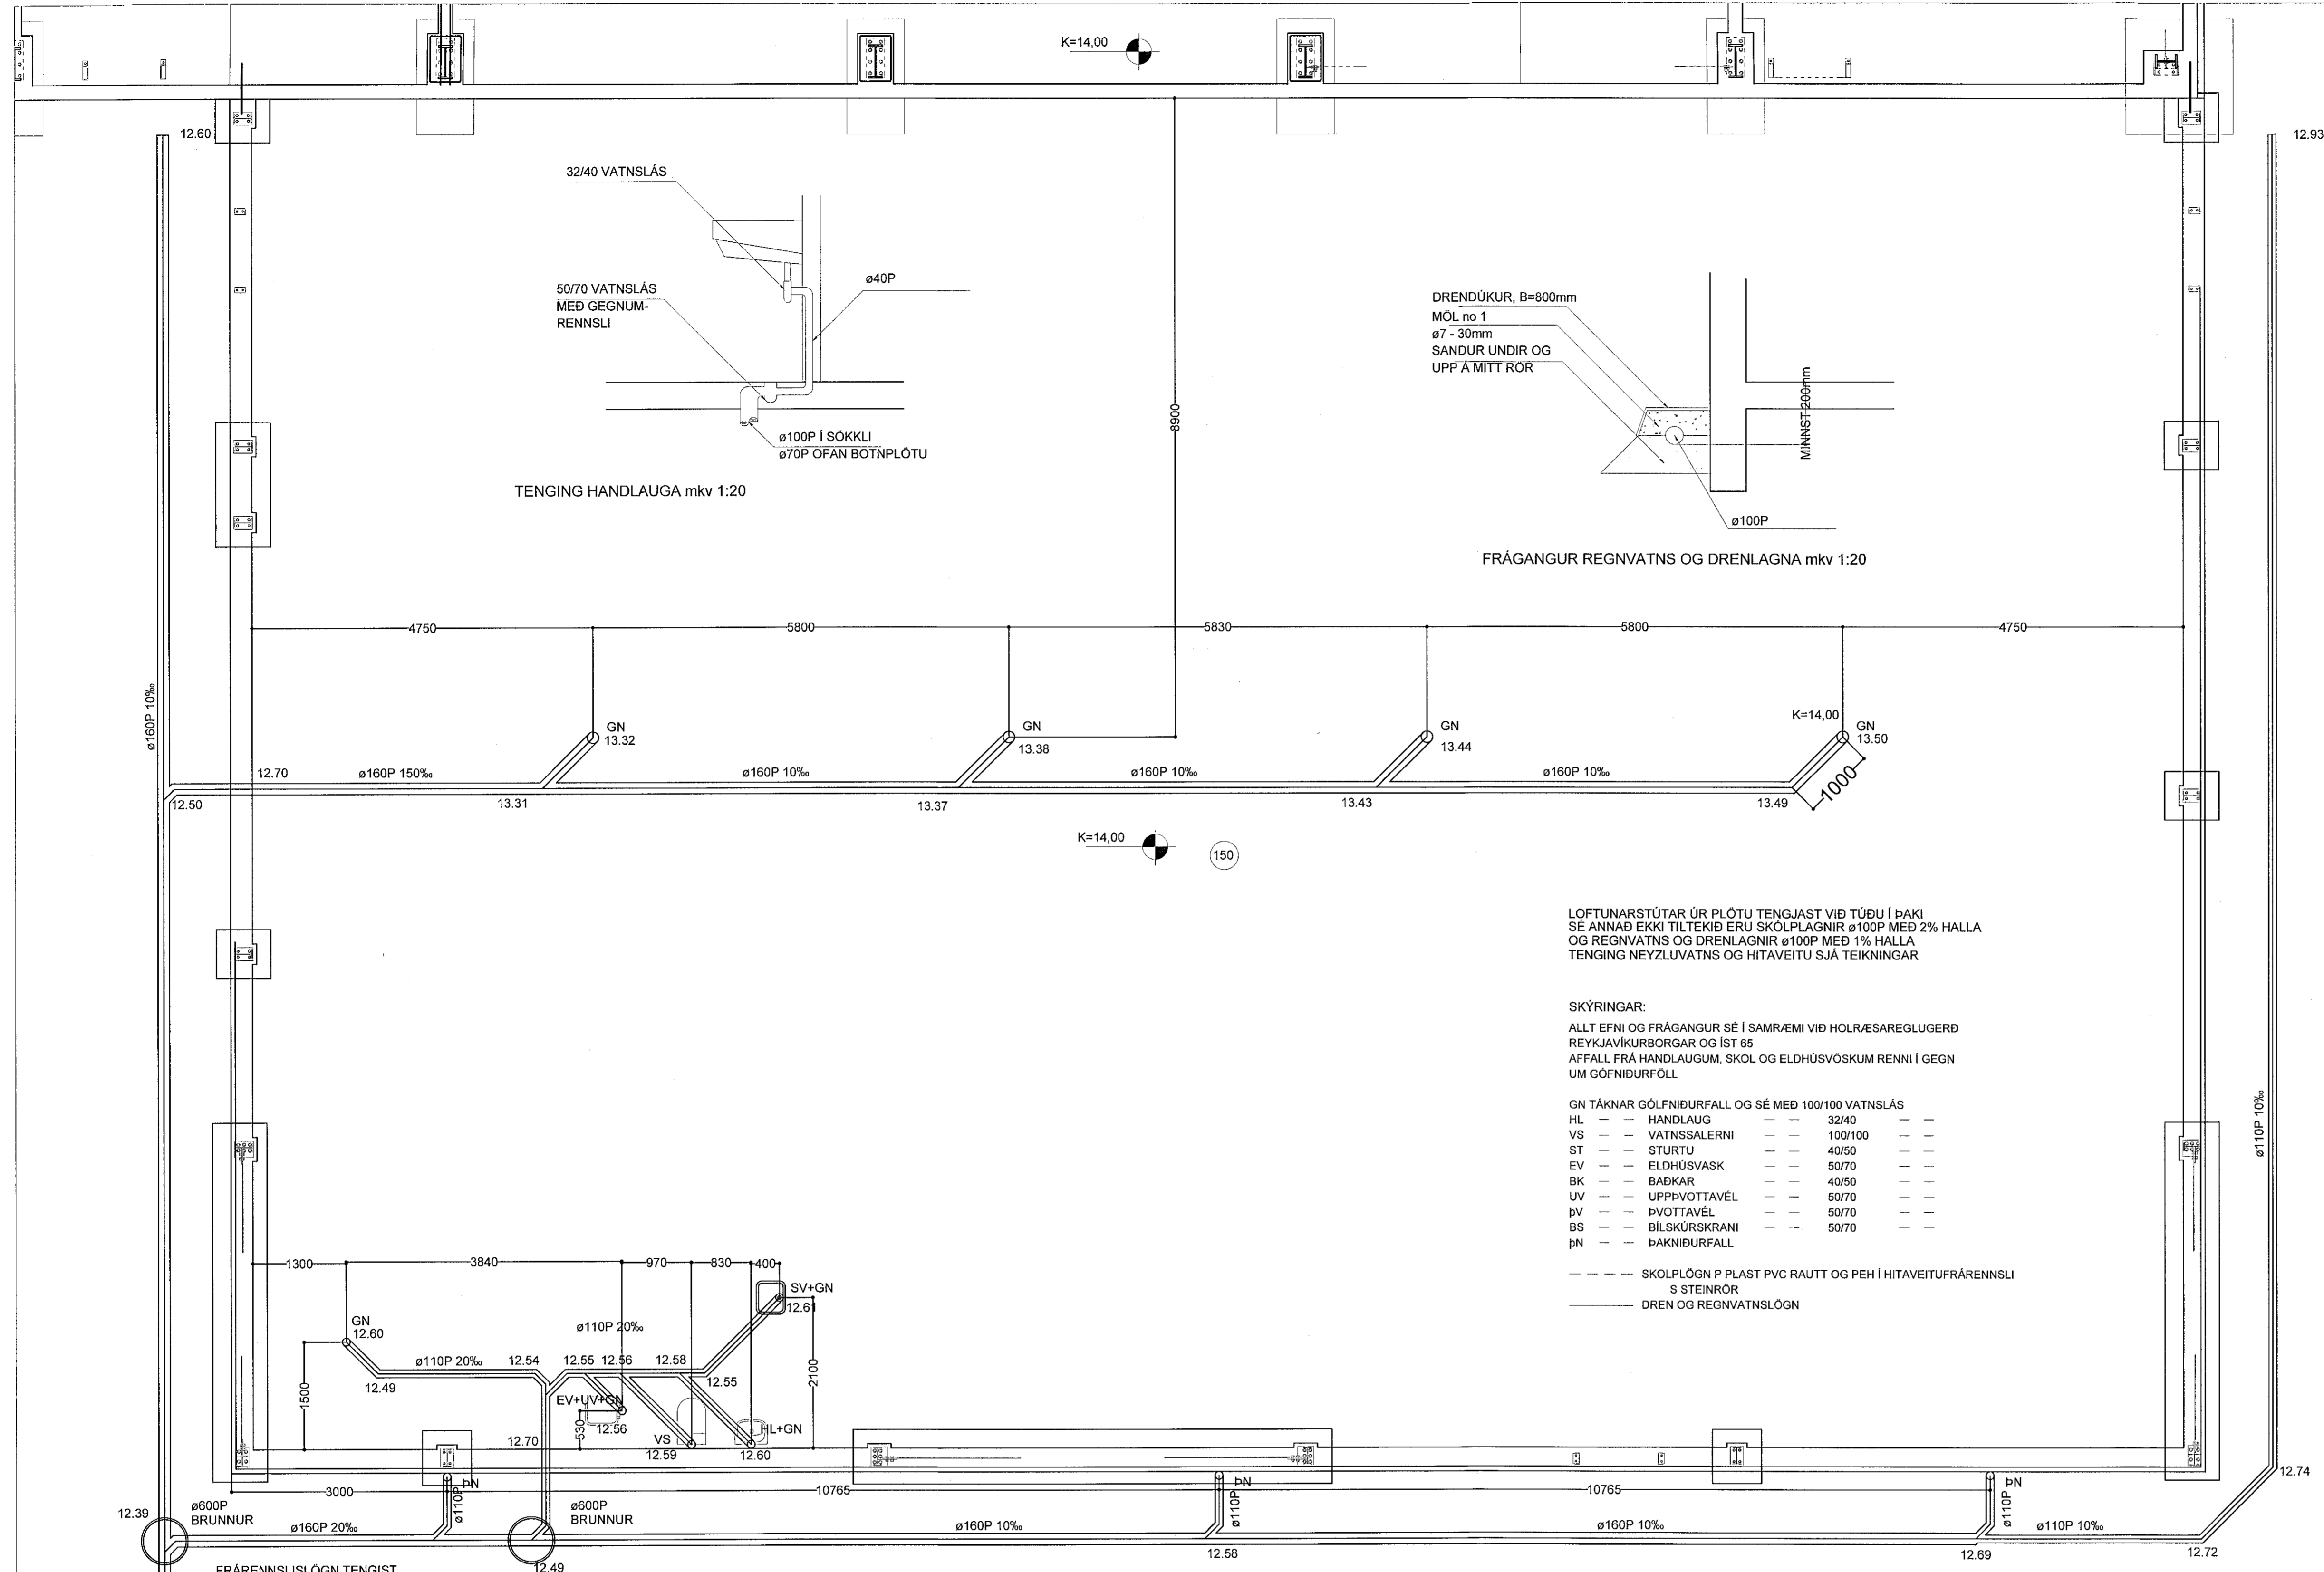 K=14,00
12.60
12.93
32/40 VATNSLÁS
50/70 VATNSLÁS
MEÐ GEGNUM-
RENNSLI
ø40P
ø100P Í SÖKKLI
ø70P OFAN BOTNPLÖTU
TENGING HANDLAUGA mkv 1:20
8900
DRENDÚKUR, B=800mm
MÖL no 1
ø7 - 30mm
SANDUR UNDIR OG
UPP Á MITT RÖR
MINNST 200mm
ø100P
FRÁGANGUR REGNVATNS OG DRENLAGNA mkv 1:20
4750
5800
5830
5800
4750
ø160P 10‰
GN
13.32
GN
13.38
GN
13.44
K=14,00
GN
13.50
1000
12.70
ø160P 150‰
ø160P 10‰
ø160P 10‰
ø160P 10‰
12.50
13.31
13.37
13.43
13.49
K=14,00
150
LOFTUNARSTÚTAR ÚR PLÖTU TENGJAST VIÐ TÚÐU Í ÞAKI
SÉ ANNAÐ EKKI TILTEKIÐ ERU SKÓLPLAGNIR ø100P MEÐ 2% HALLA
OG REGNVATNS OG DRENLAGNIR ø100P MEÐ 1% HALLA
TENGING NEYZLUVATNS OG HITAVEITU SJÁ TEIKNINGAR
SKÝRINGAR:
ALLT EFNI OG FRÁGANGUR SÉ Í SAMRÆMI VIÐ HOLRÆSAREGLUGERÐ
REYKJAVÍKURBORGAR OG ÍST 65
AFFALL FRÁ HANDLAUGUM, SKOL OG ELDHÚSVÖSKUM RENNI Í GEGN
UM GÓFNIÐURFÖLL
GN TÁKNAR GÓLFNIÐURFALL OG SÉ MEÐ 100/100 VATNSLÁS
HL — — HANDLAUG — — 32/40 — —
VS — — VATNSSALERNI — — 100/100 — —
ST — — STURTU — — 40/50 — —
EV — — ELDHÚSVASK — — 50/70 — —
BK — — BAÐKAR — — 40/50 — —
UV — — UPPÞVOTTAVÉL — — 50/70 — —
ÞV — — ÞVOTTAVÉL — — 50/70 — —
BS — — BÍLSKÚRSKRANI — — 50/70 — —
ÞN — — ÞAKNIÐURFALL
SKOLPLÖGN P PLAST PVC RAUTT OG PEH Í HITAVEITUFRÁRENNSLI
S STEINRÖR
DREN OG REGNVATNSLÖGN
ø110P 10‰
1300
3840
970
830
400
SV+GN
12.61
GN
12.60
ø110P 20‰
ø110P 20‰
12.54
12.55
12.56
12.58
12.49
12.55
1500
2100
EV+UV+GN
530
12.56
HL+GN
12.70
VS
12.59
12.60
3000
10765
10765
ÞN
ÞN
ÞN
12.74
12.39
ø600P
BRUNNUR
ø110P
ø600P
BRUNNUR
ø110P
ø110P
ø160P 20‰
ø160P 10‰
ø160P 10‰
ø110P 10‰
12.58
12.69
12.72
FRÁRENNSLISLÖGN TENGIST
12.49